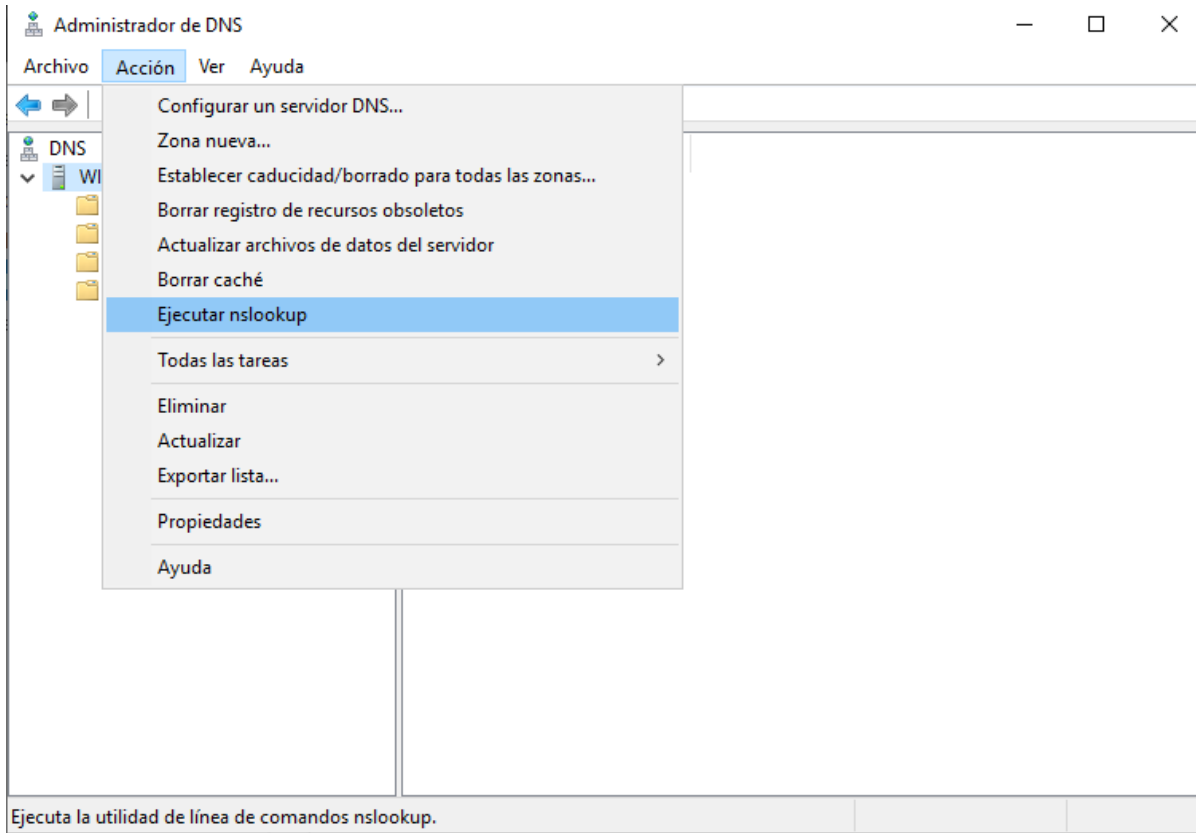 Administrador de DNS
Archivo Acción Ver Ayuda
Configurar un servidor DNS...
DNS
Zona nueva...
WI
Establecer caducidad/borrado para todas las zonas...
Borrar registro de recursos obsoletos
Actualizar archivos de datos del servidor
Borrar caché
Ejecutar nslookup
Todas las tareas
Eliminar
Actualizar
Exportar lista...
Propiedades
Ayuda
Ejecuta la utilidad de línea de comandos nslookup.